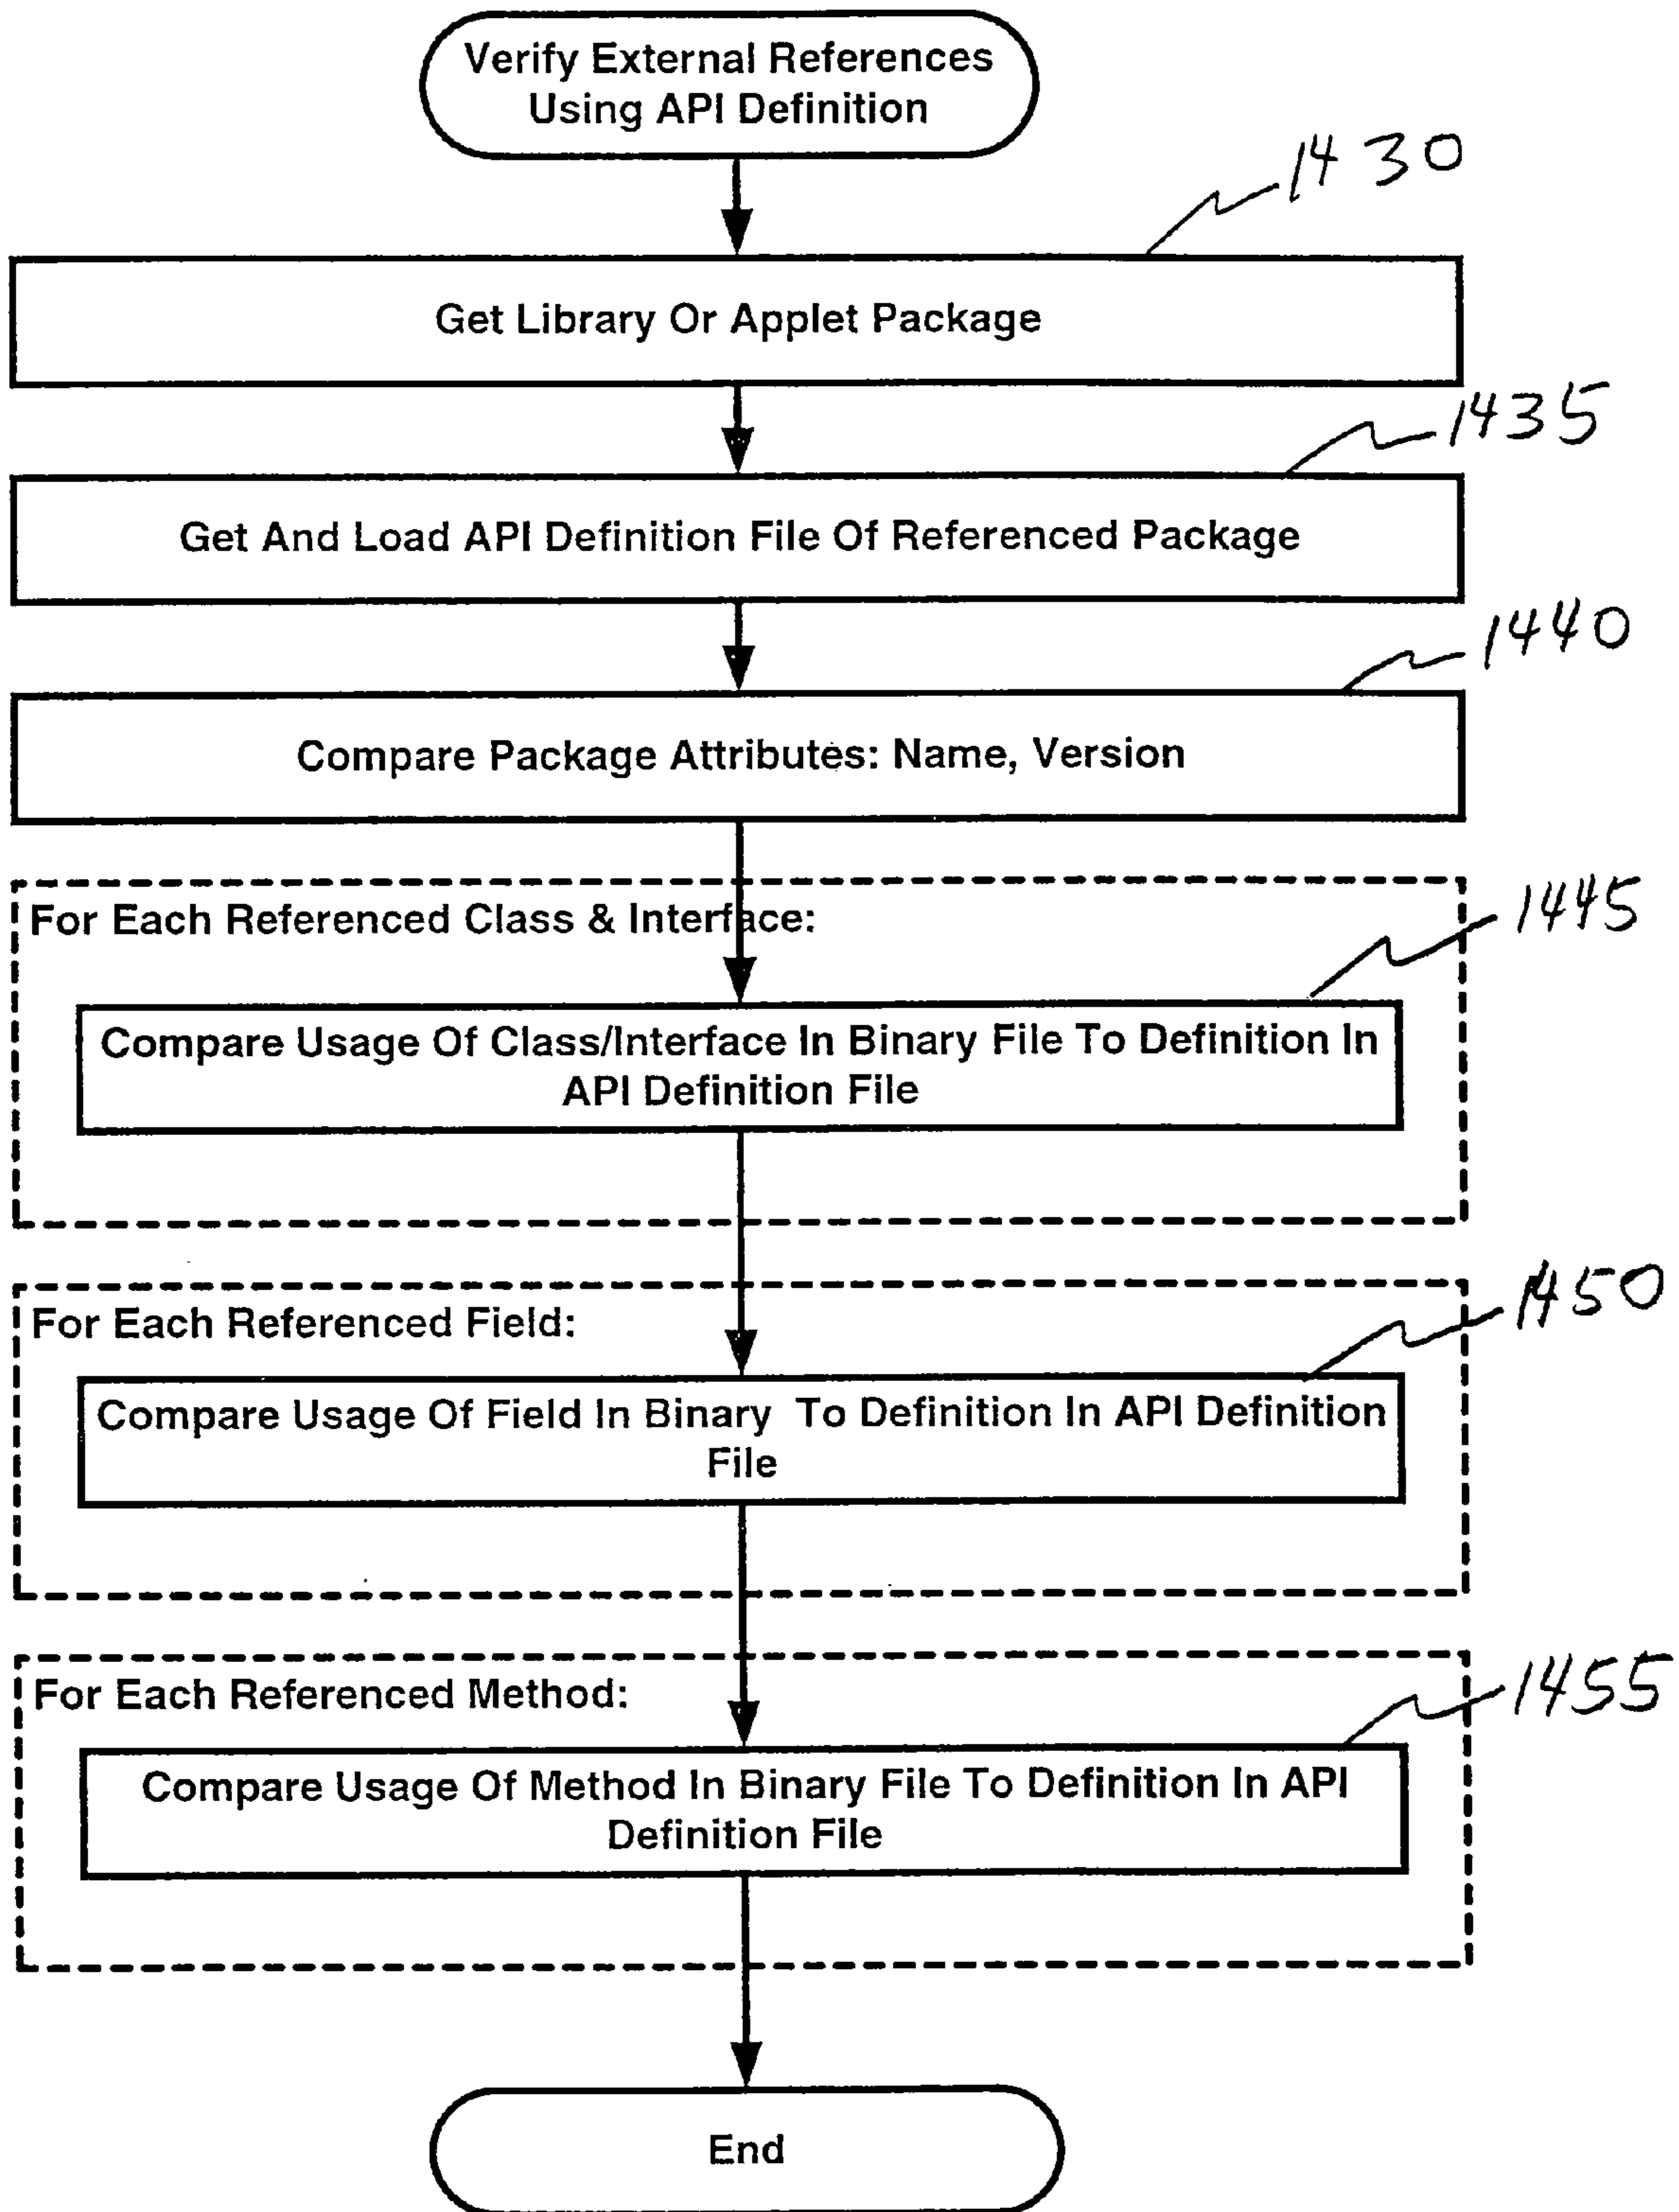 Verify External References
Using API Definition
1430
Get Library Or Applet Package
1435
Get And Load API Definition File Of Referenced Package
1440
Compare Package Attributes: Name, Version
For Each Referenced Class & Interface:
1445
Compare Usage Of Class/Interface In Binary File To Definition In
API Definition File
For Each Referenced Field:
1450
Compare Usage Of Field In Binary To Definition In API Definition
File
For Each Referenced Method:
1455
Compare Usage Of Method In Binary File To Definition In API
Definition File
End